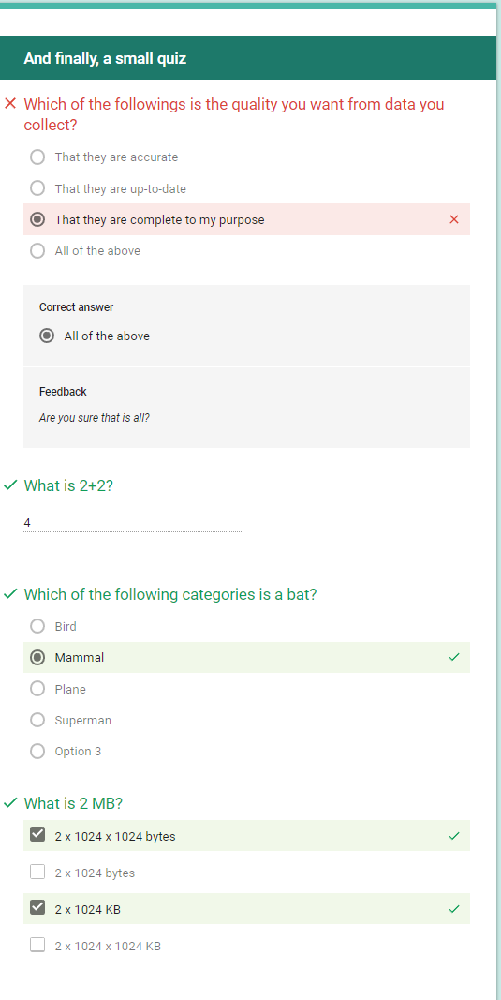 And finally, a small quiz
Which of the followings is the quality you want from data you
collect?
That they are accurate
That they are up-to-date
That they are complete to my purpose
All of the above
Correct answer
All of the above
Feedback
Are you sure that is all?
What is 2+2?
4
Which of the following categories is a bat?
Bird
Mammal
Plane
Superman
Option 3
What is 2 MB?
2 x 1024 x 1024 bytes
2 x 1024 bytes
2 x 1024 KB
2 x 1024 x 1024 KB